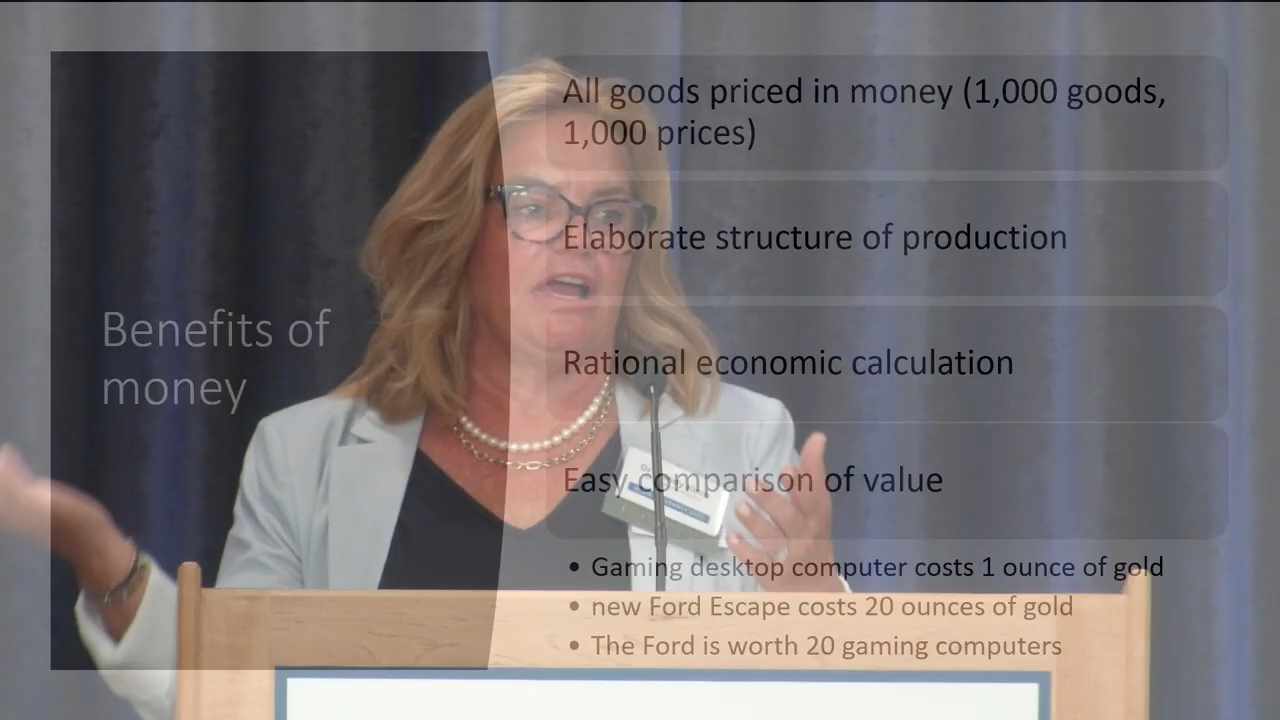 Benefits of
money
All goods priced in money (1,000 goods,
1,000 prices)
Elaborate structure of production
Rational economic calculation
Easy comparison of value
• Gaming desktop computer costs 1 ounce of gold
• new Ford Escape costs 20 ounces of gold
• The Ford is worth 20 gaming computers